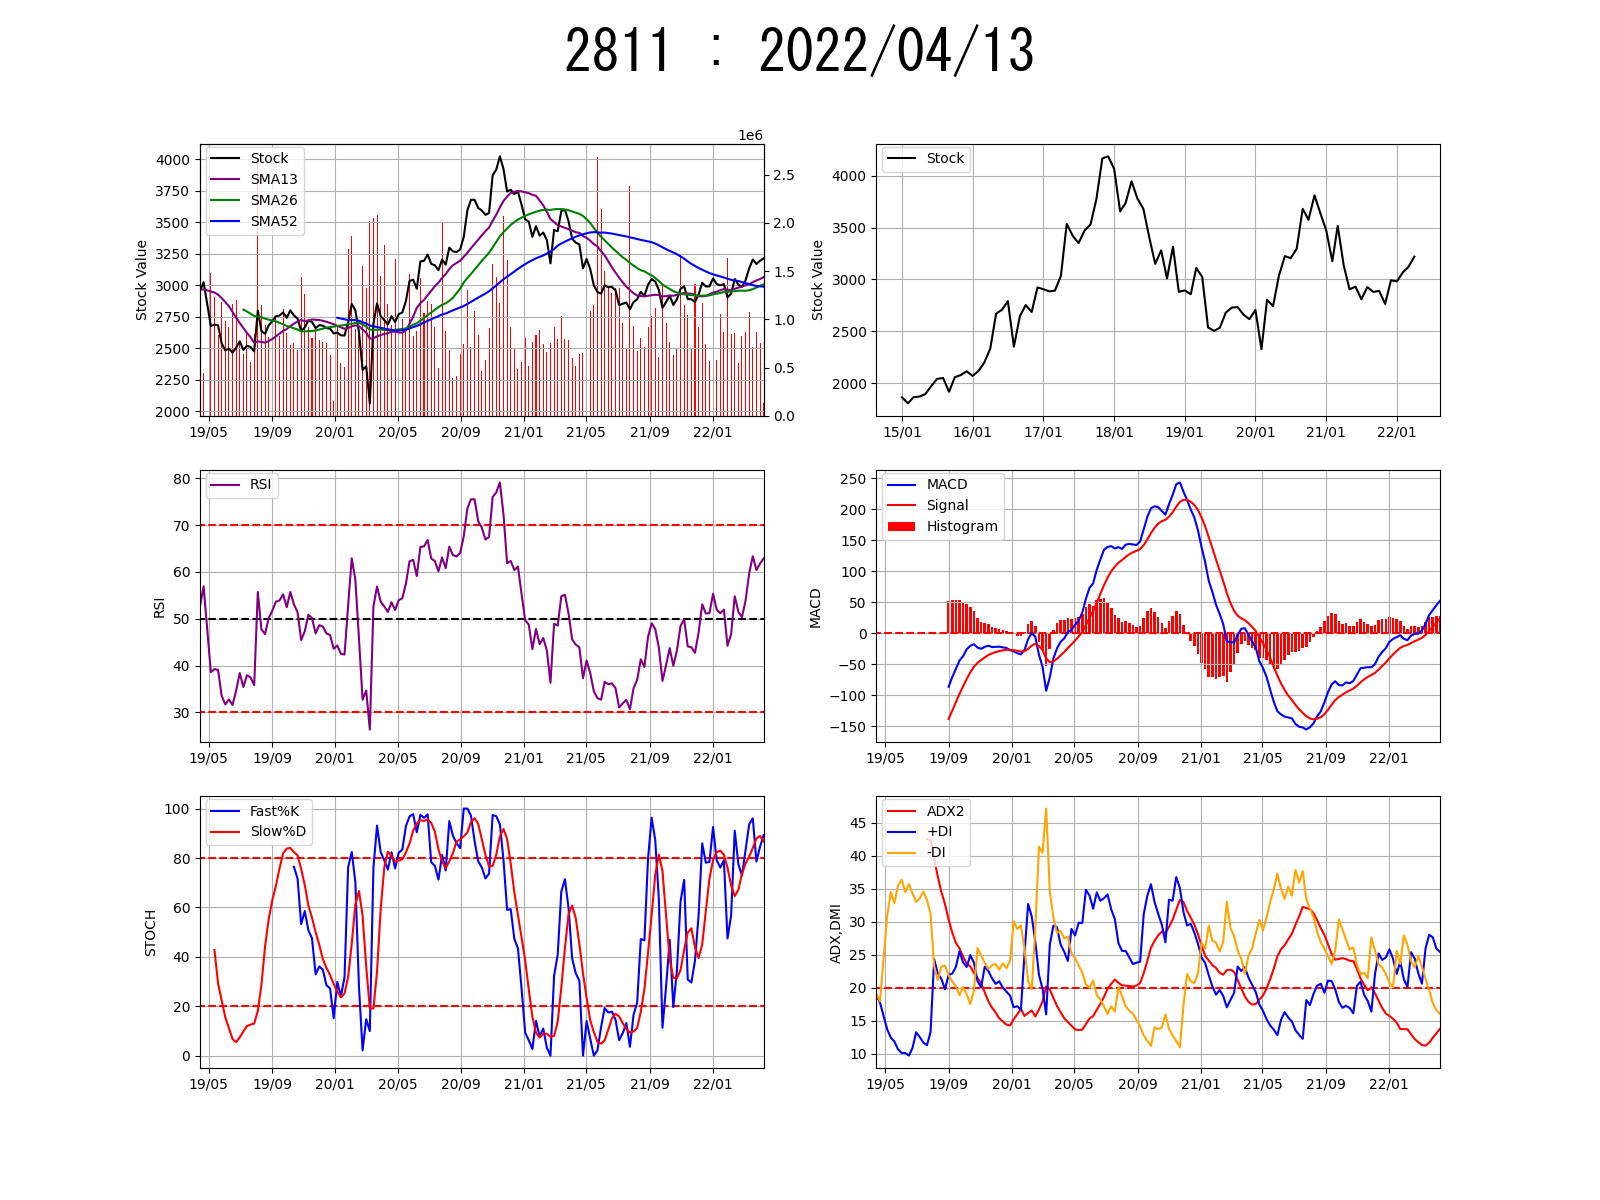 2811 : 2022/04/13
1e6
Stock
SMA13
SMA26
SMA52
Stock Value
4000
3750
3500
3250
3000
2750
2500
2250
2000
2.5
2.0
1.5
1.0
0.5
0.0
19/05 19/09 20/01 20/05 20/09 21/01 21/05 21/09 22/01
Stock
Stock Value
4000
3500
3000
2500
2000
15/01 16/01 17/01 18/01 19/01 20/01 21/01 22/01
RSI
RSI
80
70
60
50
40
30
19/05 19/09 20/01 20/05 20/09 21/01 21/05 21/09 22/01
MACD
Signal
Histogram
MACD
250
200
150
100
50
0
−50
−100
−150
19/05 19/09 20/01 20/05 20/09 21/01 21/05 21/09 22/01
Fast%K
Slow%D
STOCH
100
80
60
40
20
0
19/05 19/09 20/01 20/05 20/09 21/01 21/05 21/09 22/01
ADX2
+DI
-DI
ADX,DMI
45
40
35
30
25
20
15
10
19/05 19/09 20/01 20/05 20/09 21/01 21/05 21/09 22/01